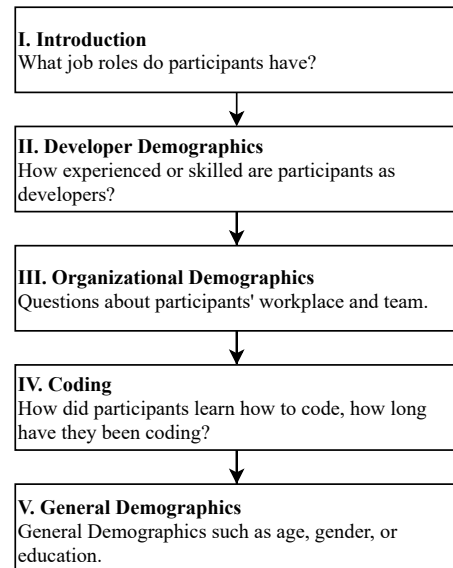 I. Introduction
What job roles do participants have?
II. Developer Demographics
How experienced or skilled are participants as
developers?
III. Organizational Demographics
Questions about participants' workplace and team.
IV. Coding
How did participants learn how to code, how long
have they been coding?
V. General Demographics
General Demographics such as age, gender, or
education.